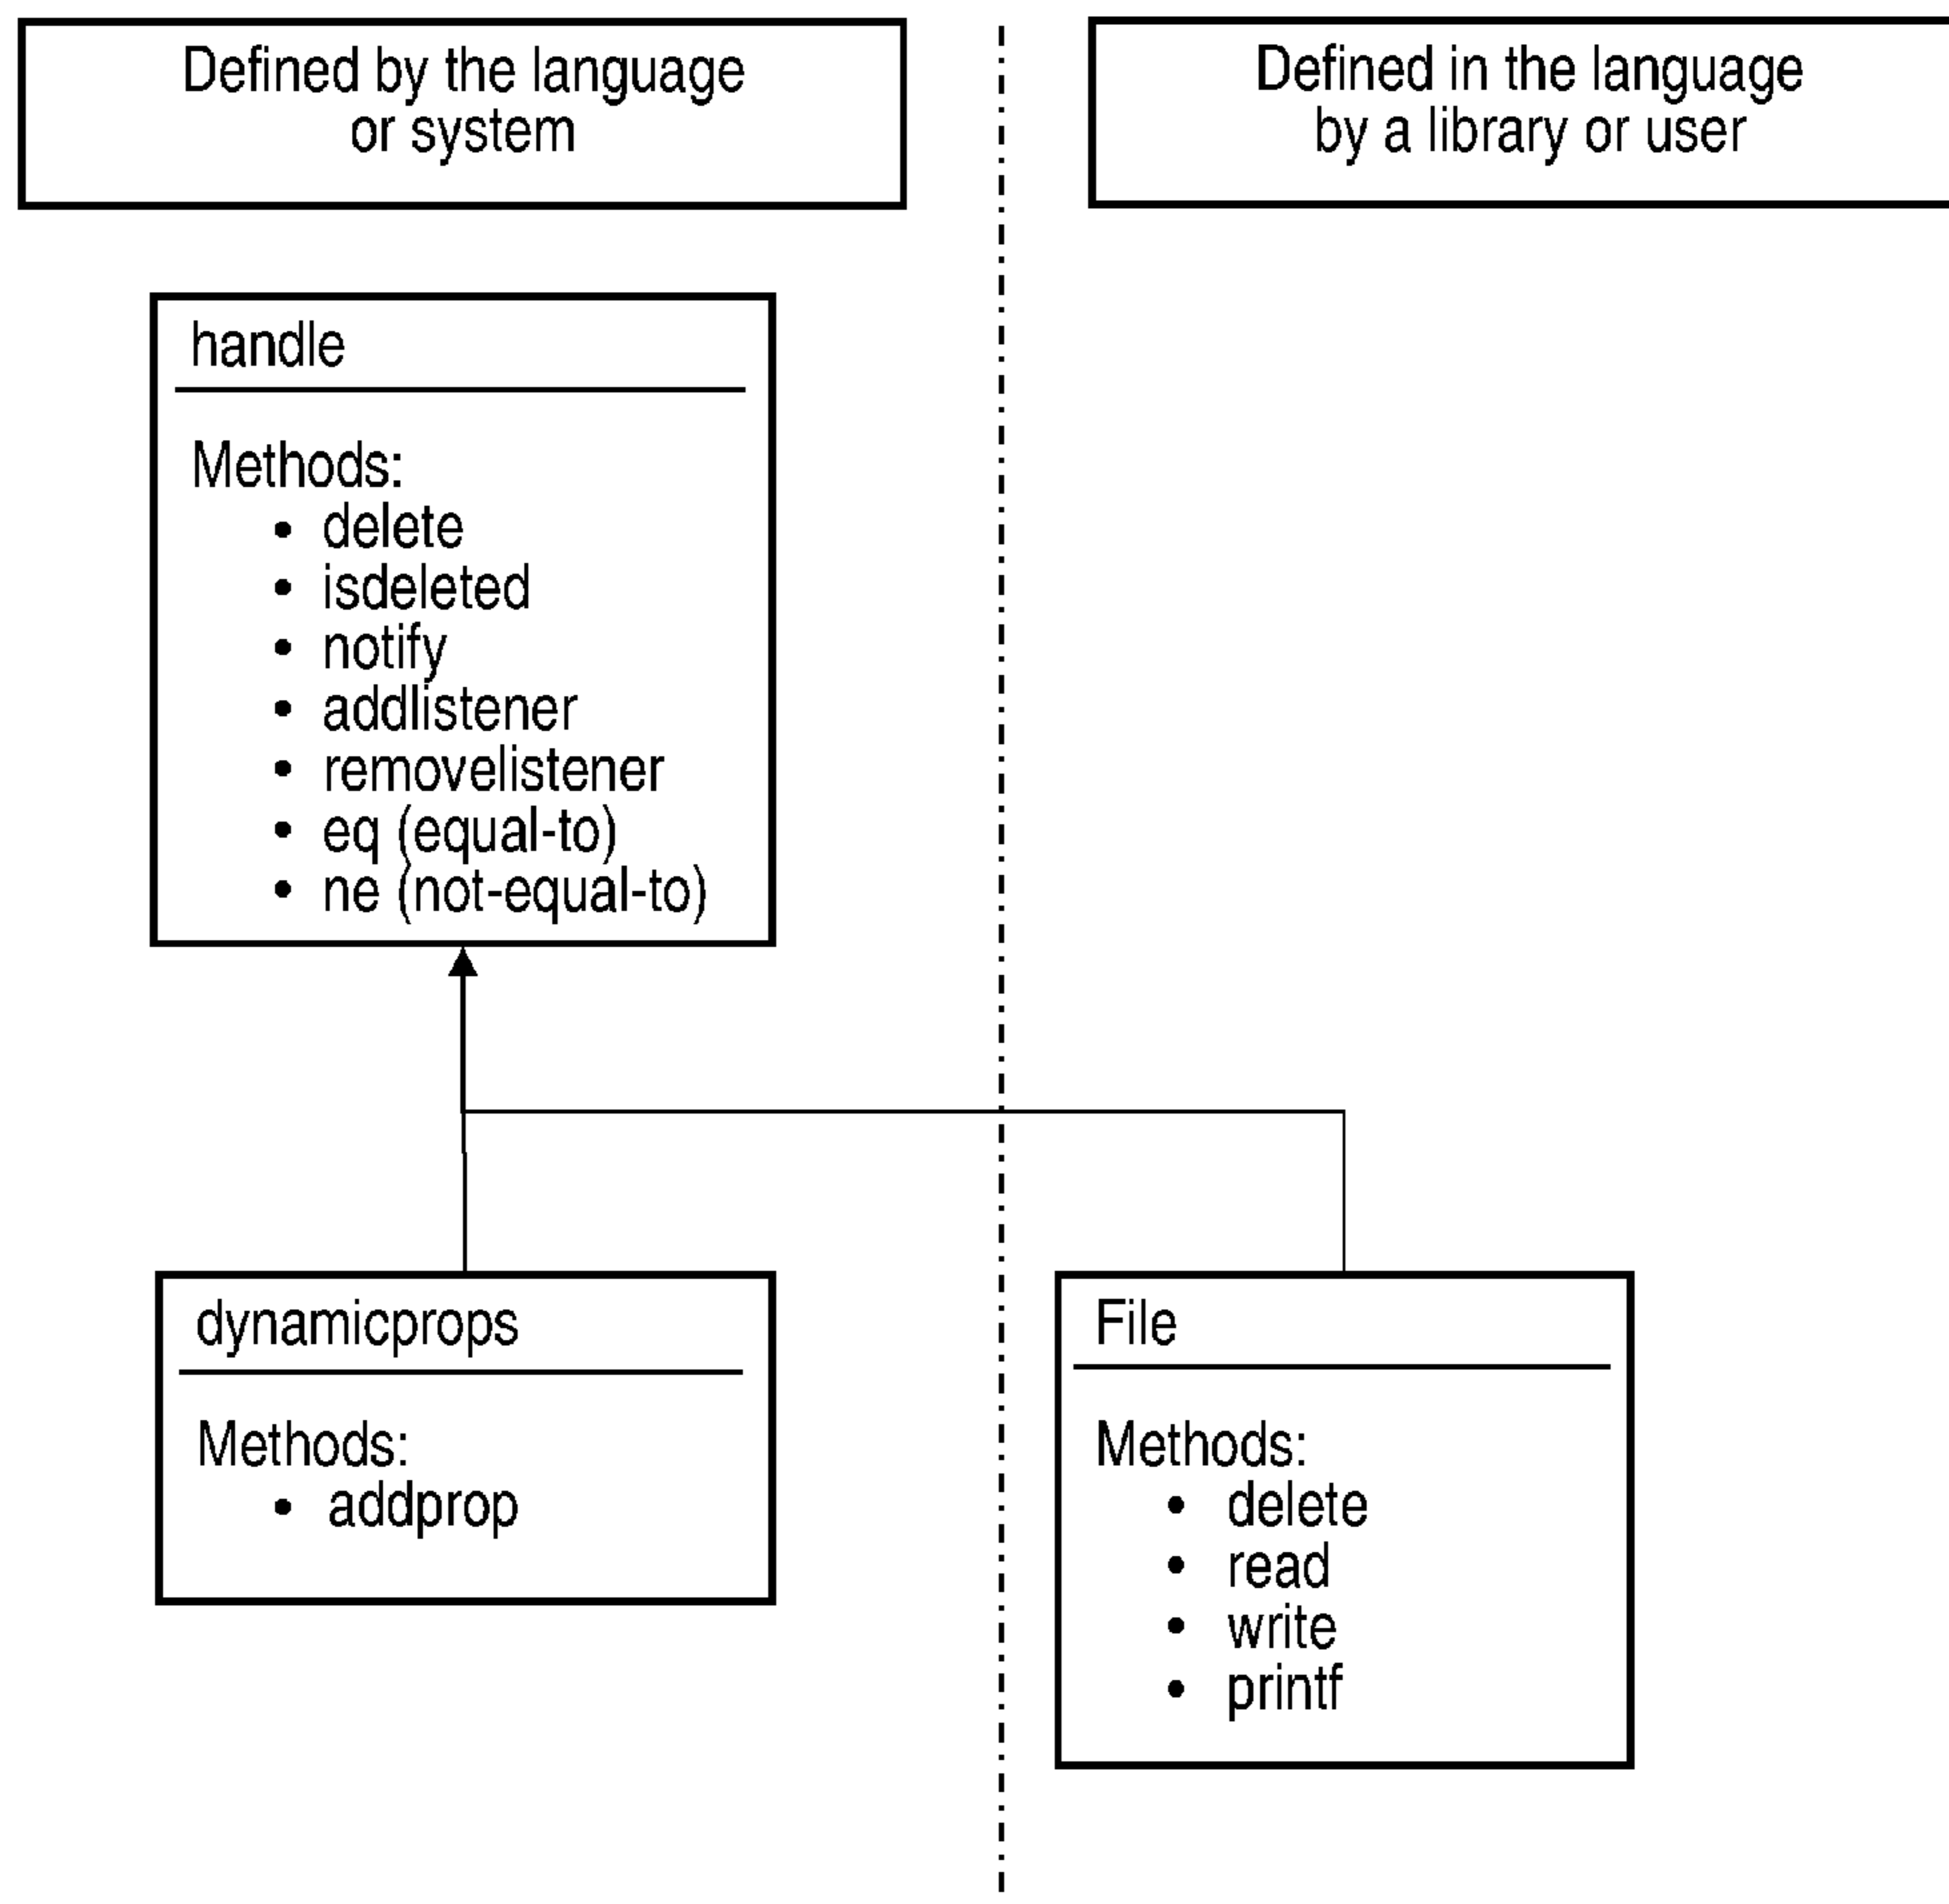 Defined by the language
or system
Defined in the language
by a library or user
handle
Methods:
• delete
• isdeleted
• notify
• addlistener
• removelistener
• eq (equal-to)
• ne (not-equal-to)
dynamicprops
Methods:
• addprop
File
Methods:
• delete
• read
• write
• printf